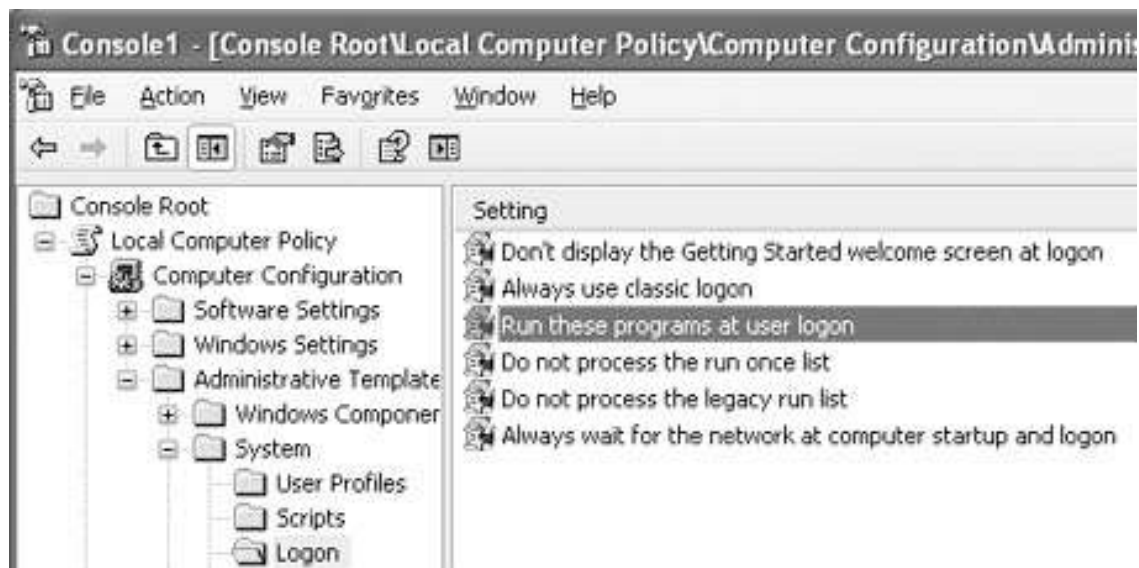 Console1 - [Console Root\Local Computer Policy\Computer Configuration\Adminis
File Action View Favorites Window Help
Console Root
Local Computer Policy
Computer Configuration
Software Settings
Windows Settings
Administrative Template
Windows Componer
System
User Profiles
Scripts
Logon
Setting
Don't display the Getting Started welcome screen at logon
Always use classic logon
Run these programs at user logon
Do not process the run once list
Do not process the legacy run list
Always wait for the network at computer startup and logon